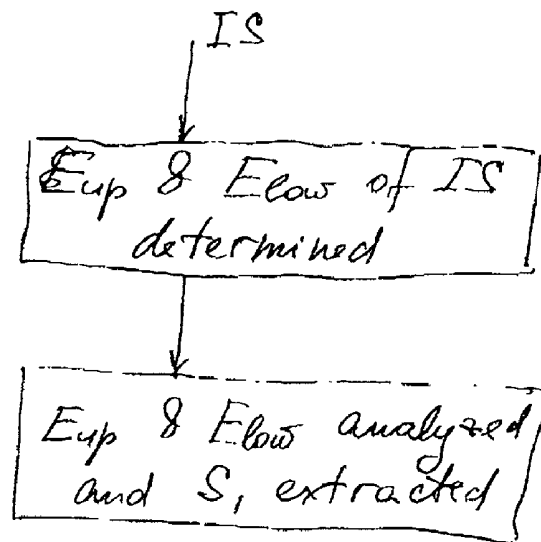 IS
Eup & Elow of IS
determined
Eup & Elow analyzed
and S, extracted